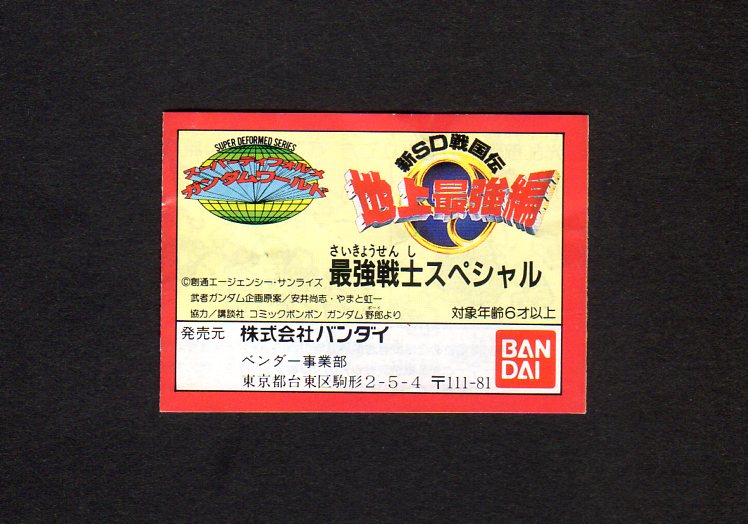 SUPER DEFORMED SERIES
スーパーディフォルメ
ガンダムワールド
新SD戦国伝
地上最強編
さいきょうせんし
最強戦士スペシャル
©創通エージェンシー・サンライズ
武者ガンダム企画原案/安井尚志・やまと虹一
協力/講談社 コミックボンボン ガンダム野郎より
対象年齢6才以上
発売元 株式会社バンダイ
ベンダー事業部
東京都台東区駒形2-5-4 〒111-81
BAN
DAI